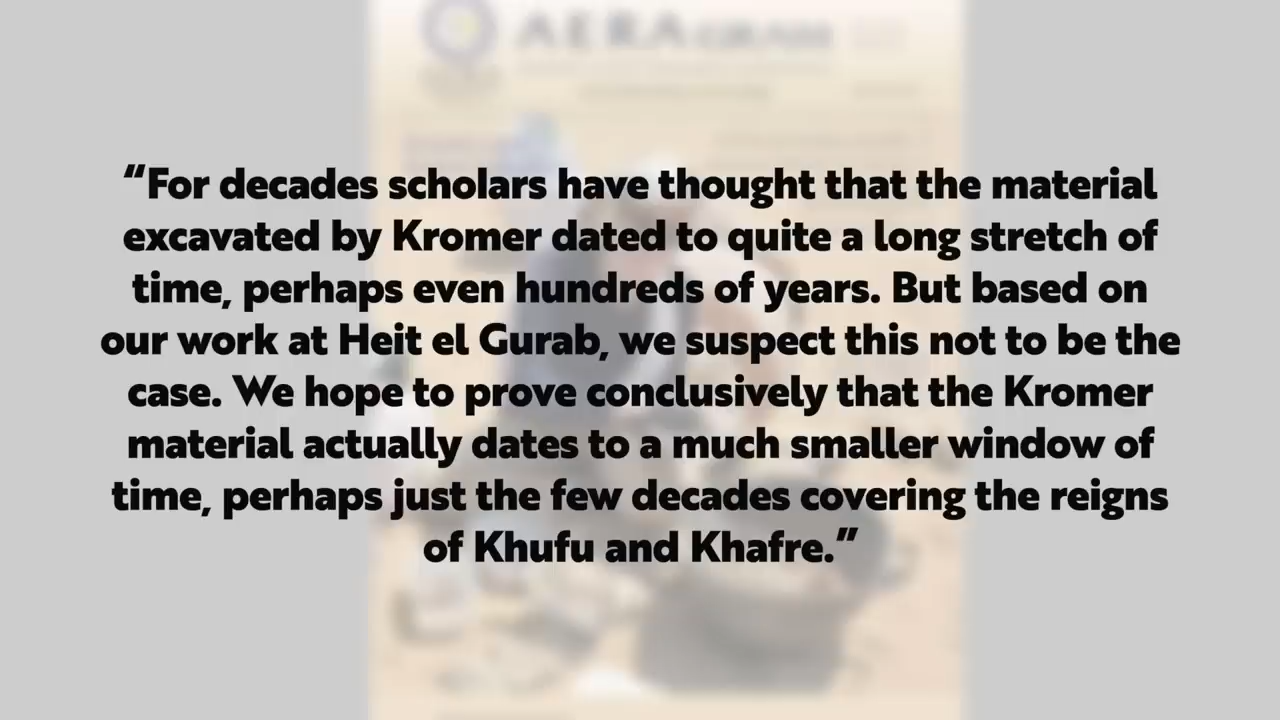 “For decades scholars have thought that the material
excavated by Kromer dated to quite a long stretch of
time, perhaps even hundreds of years. But based on
our work at Heit el Gurab, we suspect this not to be the
case. We hope to prove conclusively that the Kromer
material actually dates to a much smaller window of
time, perhaps just the few decades covering the reigns
of Khufu and Khafre.”